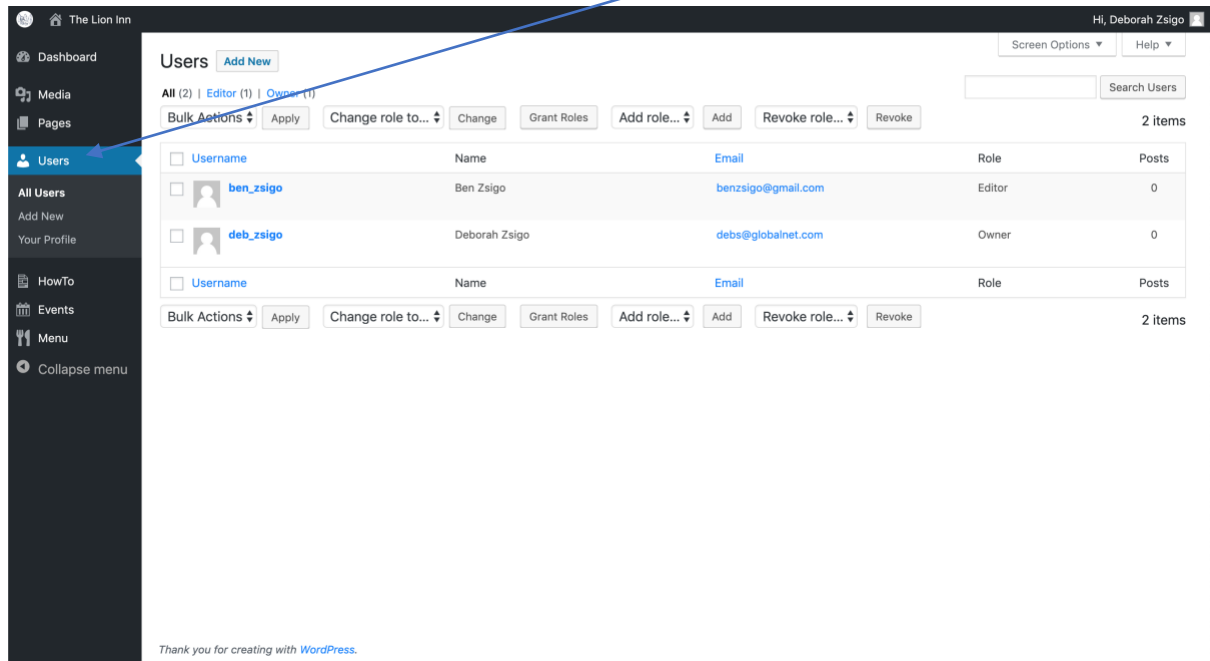 The Lion Inn
Hi, Deborah Zsigo
Dashboard
Media
Pages
Users
All Users
Add New
Your Profile
HowTo
Events
Menu
Collapse menu
Screen Options
Help
Users Add New
All (2) | Editor (1) | Owner (1)
Search Users
Bulk Actions Apply Change role to... Change Grant Roles Add role... Add Revoke role... Revoke 2 items
Username Name Email Role Posts
ben_zsigo Ben Zsigo benzsigo@gmail.com Editor 0
deb_zsigo Deborah Zsigo debs@globalnet.com Owner 0
Username Name Email Role Posts
Bulk Actions Apply Change role to... Change Grant Roles Add role... Add Revoke role... Revoke 2 items
Thank you for creating with WordPress.